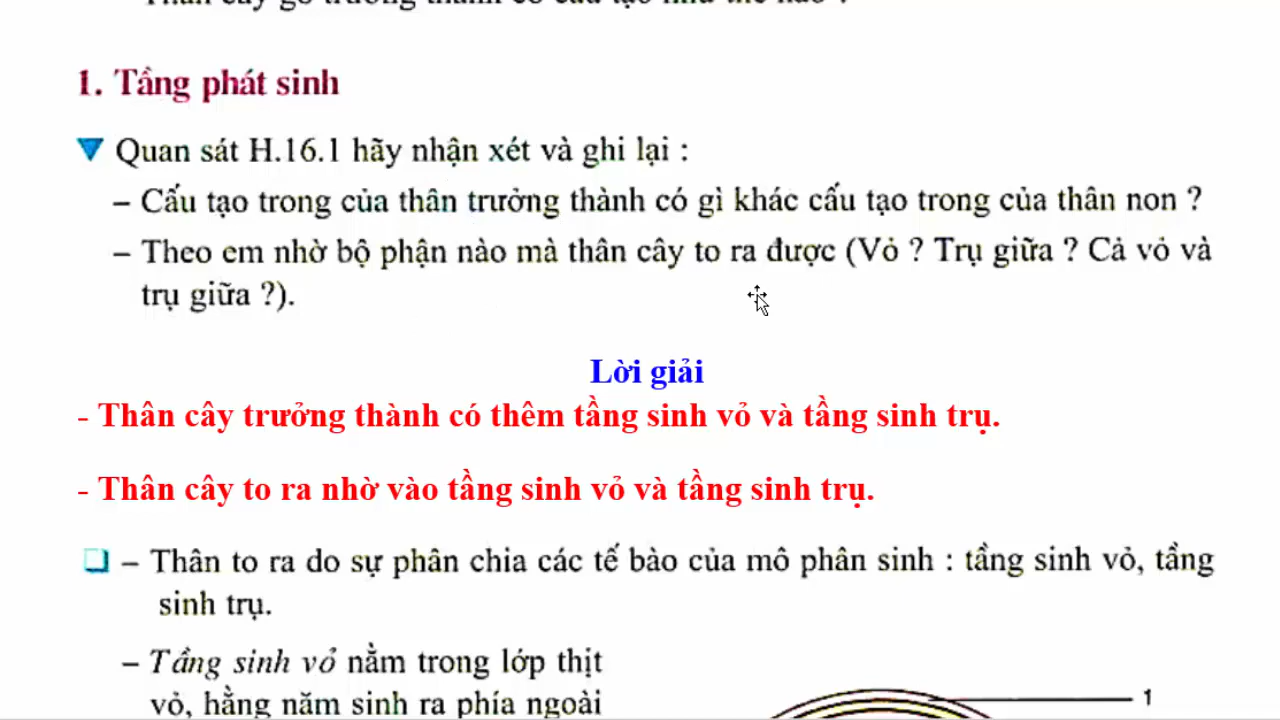 1. Tầng phát sinh
Quan sát H.16.1 hãy nhận xét và ghi lại :
– Cấu tạo trong của thân trưởng thành có gì khác cấu tạo trong của thân non ?
– Theo em nhờ bộ phận nào mà thân cây to ra được (Vỏ ? Trụ giữa ? Cả vỏ và
trụ giữa ?).
Lời giải
- Thân cây trưởng thành có thêm tầng sinh vỏ và tầng sinh trụ.
- Thân cây to ra nhờ vào tầng sinh vỏ và tầng sinh trụ.
❑ – Thân to ra do sự phân chia các tế bào của mô phân sinh : tầng sinh vỏ, tầng
sinh trụ.
– Tầng sinh vỏ nằm trong lớp thịt
vỏ, hằng năm sinh ra phía ngoài
1